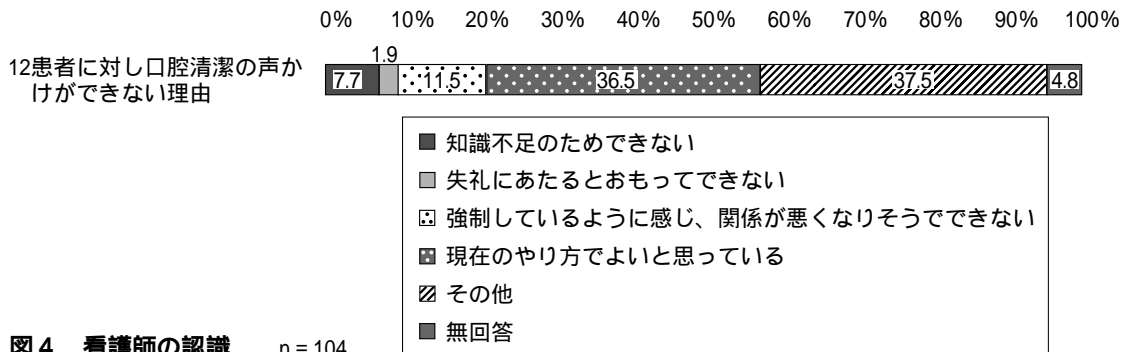 0% 10% 20% 30% 40% 50% 60% 70% 80% 90% 100%
12患者に対し口腔清潔の声か
けができない理由
7.7 1.9 11.5 36.5 37.5 4.8
知識不足のためできない
失礼にあたるとおもってできない
強制しているように感じ、関係が悪くなりそうでできない
現在のやり方でよいと思っている
その他
無回答
図4 看護師の認識 n = 104